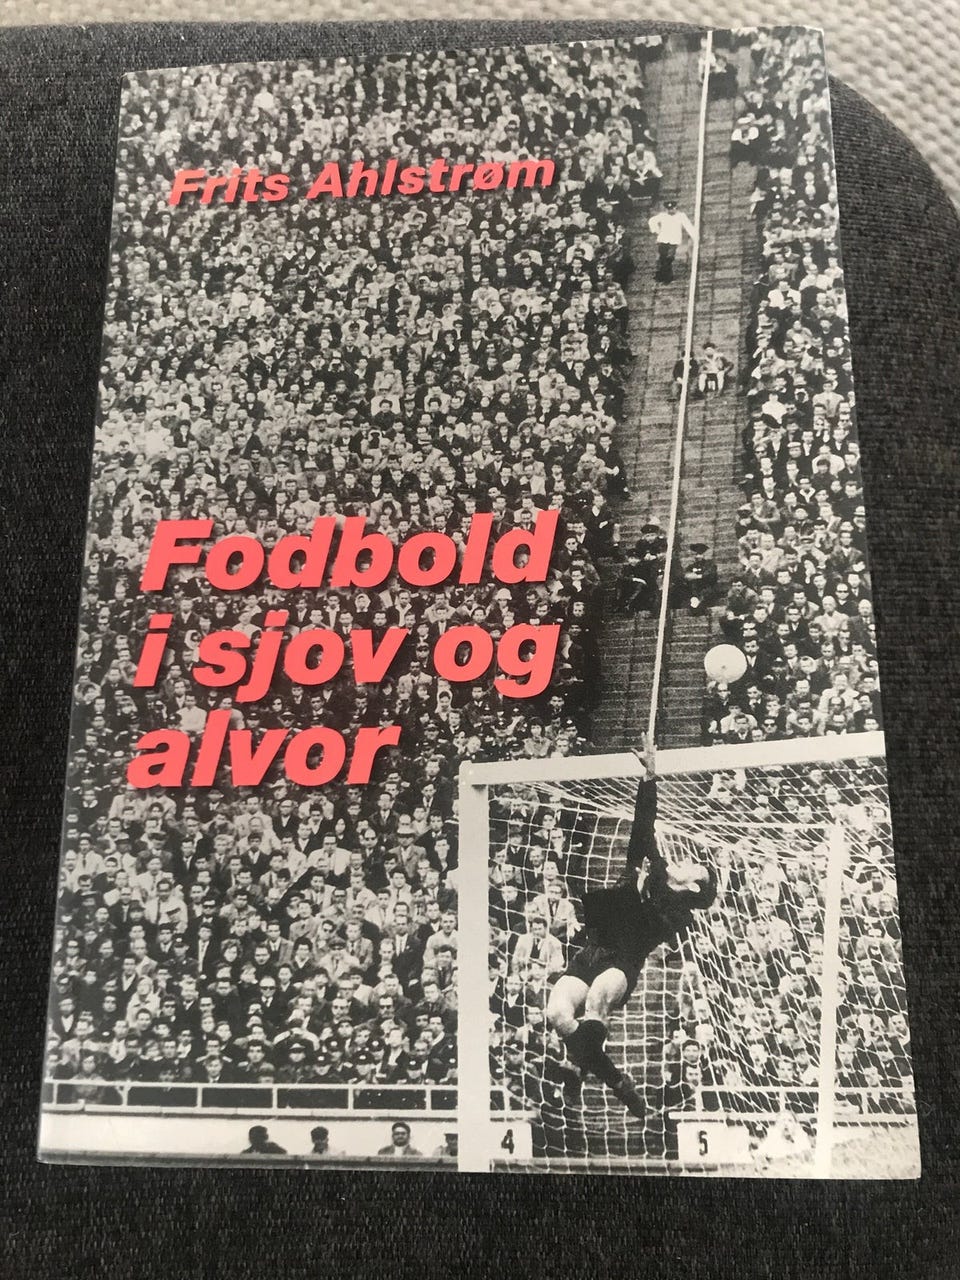 Frits Ahlstrøm
Fodbold
i sjov og
alvor
4
5